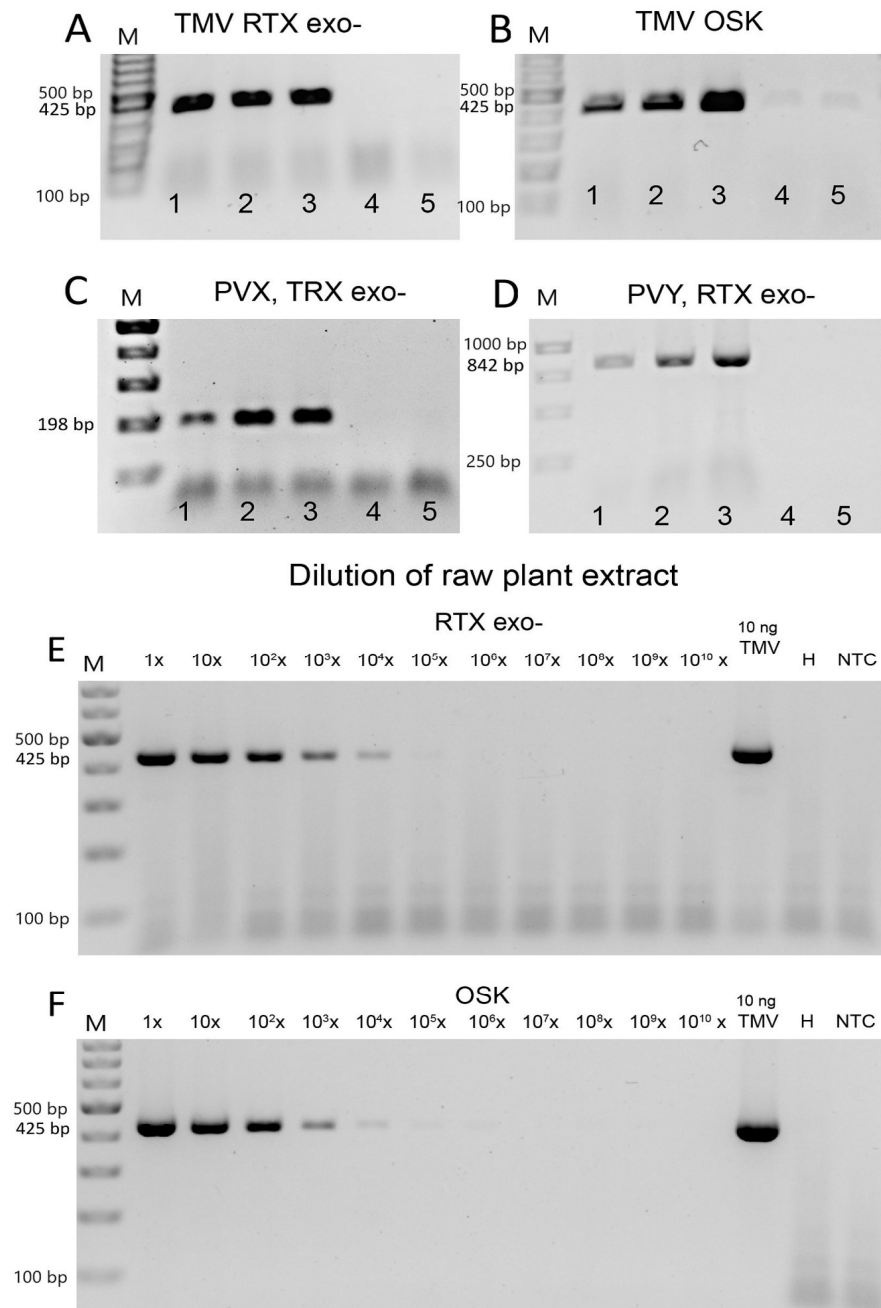 A TMV RTX exo-
M
500 bp
425 bp
100 bp
1 2 3 4 5
B TMV OSK
M
500 bp
425 bp
100 bp
1 2 3 4 5
C PVX, TRX exo-
M
198 bp
1 2 3 4 5
D PVY, RTX exo-
M
1000 bp
842 bp
250 bp
1 2 3 4 5
Dilution of raw plant extract
E RTX exo-
M 1x 10x 10²x 10³x 10⁴x 10⁵x 10⁶x 10⁷x 10⁸x 10⁹x 10¹⁰ x 10 ng TMV H NTC
500 bp
425 bp
100 bp
F OSK
M 1x 10x 10²x 10³x 10⁴x 10⁵x 10⁶x 10⁷x 10⁸x 10⁹x 10¹⁰ x 10 ng TMV H NTC
500 bp
425 bp
100 bp